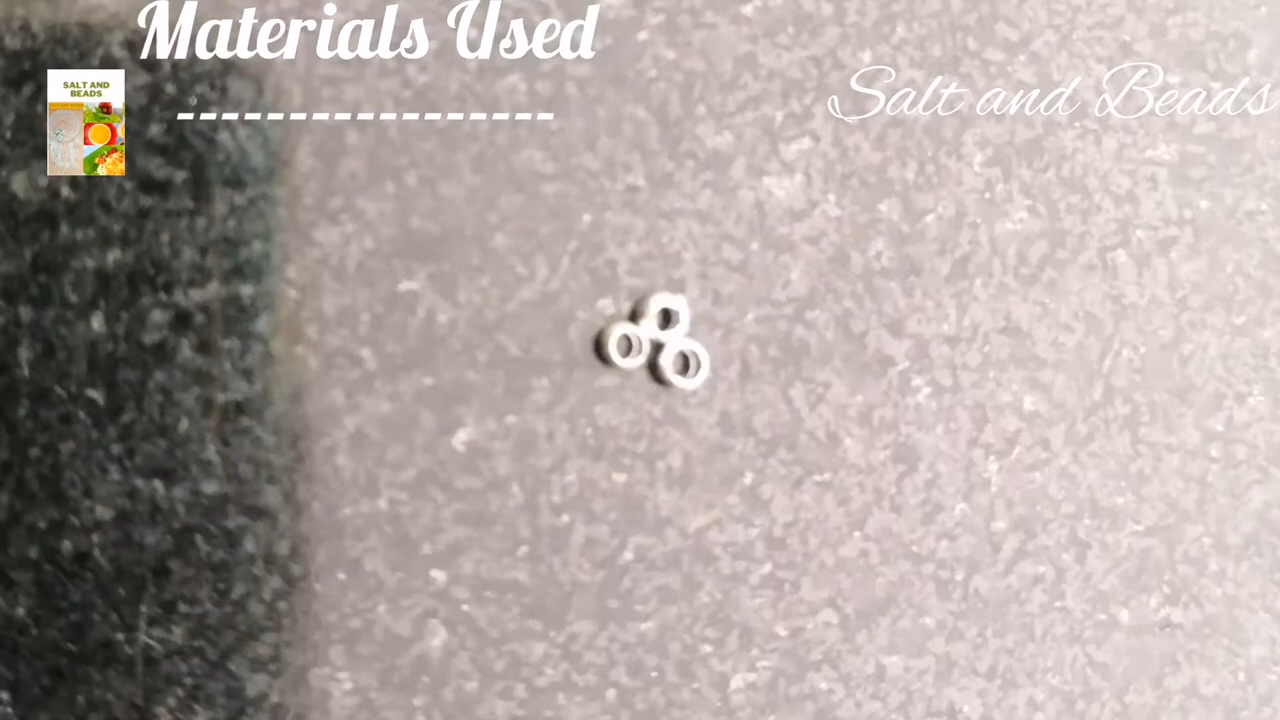 Materials Used
-----------------
Salt and Beads
SALT AND
BEADS